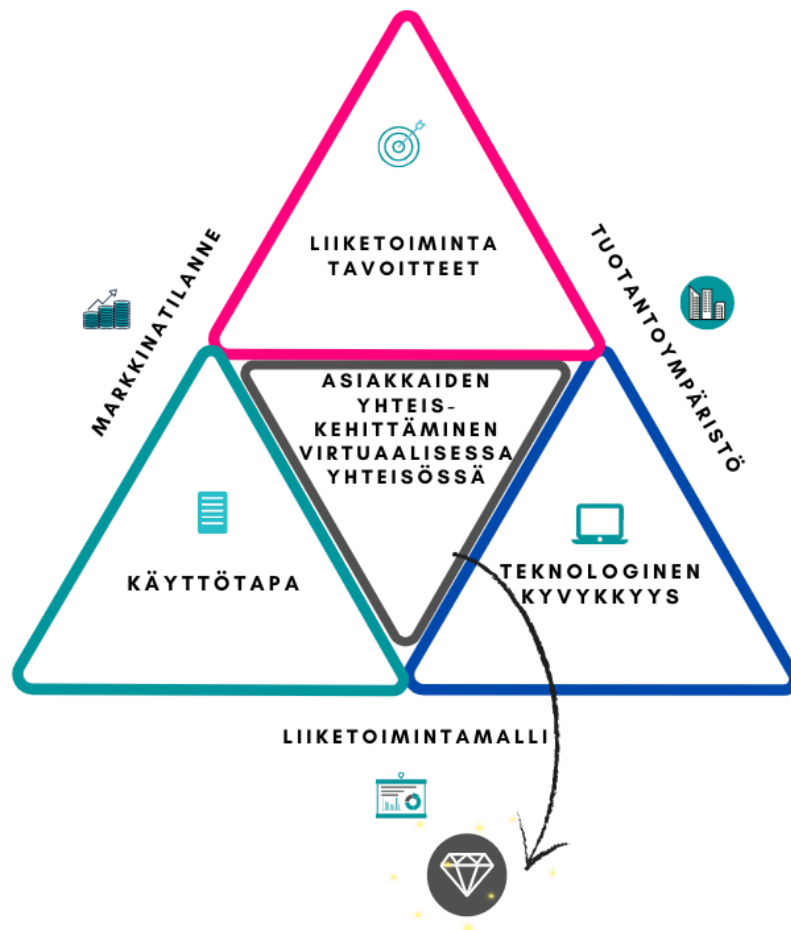 LIIKETOIMINTA
TAVOITTEET
MARKKINATILANNE
TUOTANTOYMPÄRISTÖ
ASIAKKAIDEN
YHTEIS-
KEHITTÄMINEN
VIRTUAALISESSA
YHTEISÖSSÄ
KÄYTTÖTAPA
TEKNOLOGINEN
KYVYKKYYS
LIIKETOIMINTAMALLI